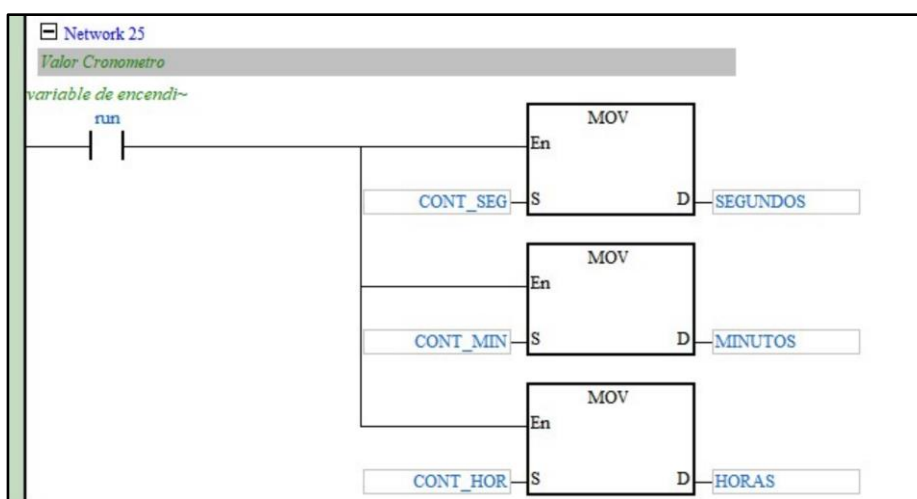 Network 25
Valor Cronometro
variable de encendi~
run
MOV
En
CONT_SEG S D SEGUNDOS
MOV
En
CONT_MIN S D MINUTOS
MOV
En
CONT_HOR S D HORAS